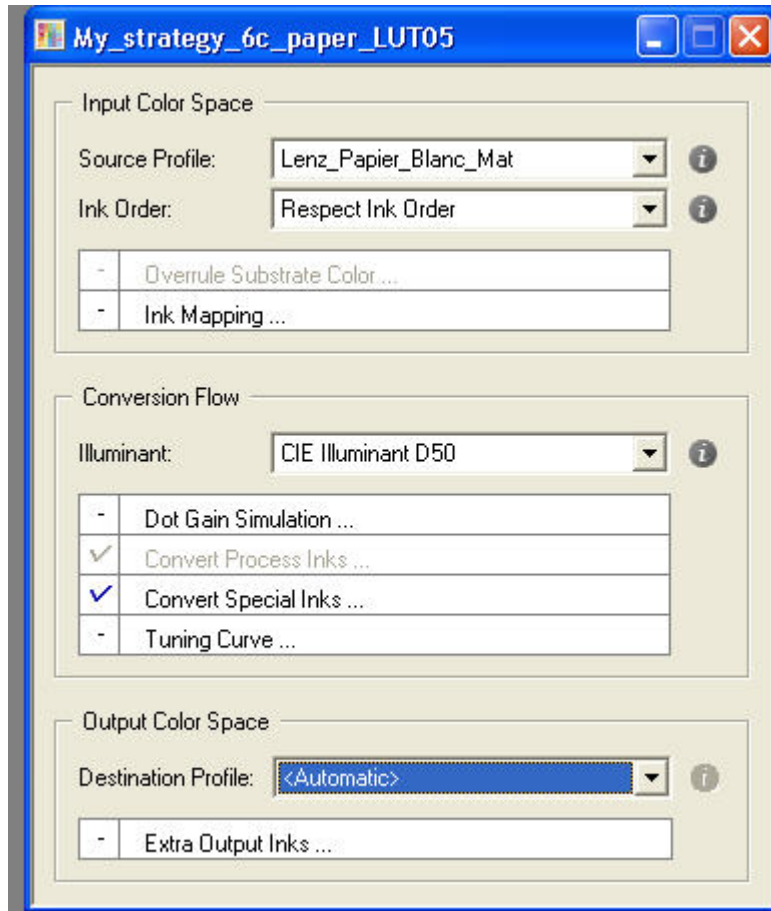 My_strategy_6c_paper_LUT05
Input Color Space
Source Profile: Lenz_Papier_Blanc_Mat
Ink Order: Respect Ink Order
- Overrule Substrate Color ...
- Ink Mapping ...
Conversion Flow
Illuminant: CIE Illuminant D50
- Dot Gain Simulation ...
Convert Process Inks ...
Convert Special Inks ...
- Tuning Curve ...
Output Color Space
Destination Profile: <Automatic>
- Extra Output Inks ...